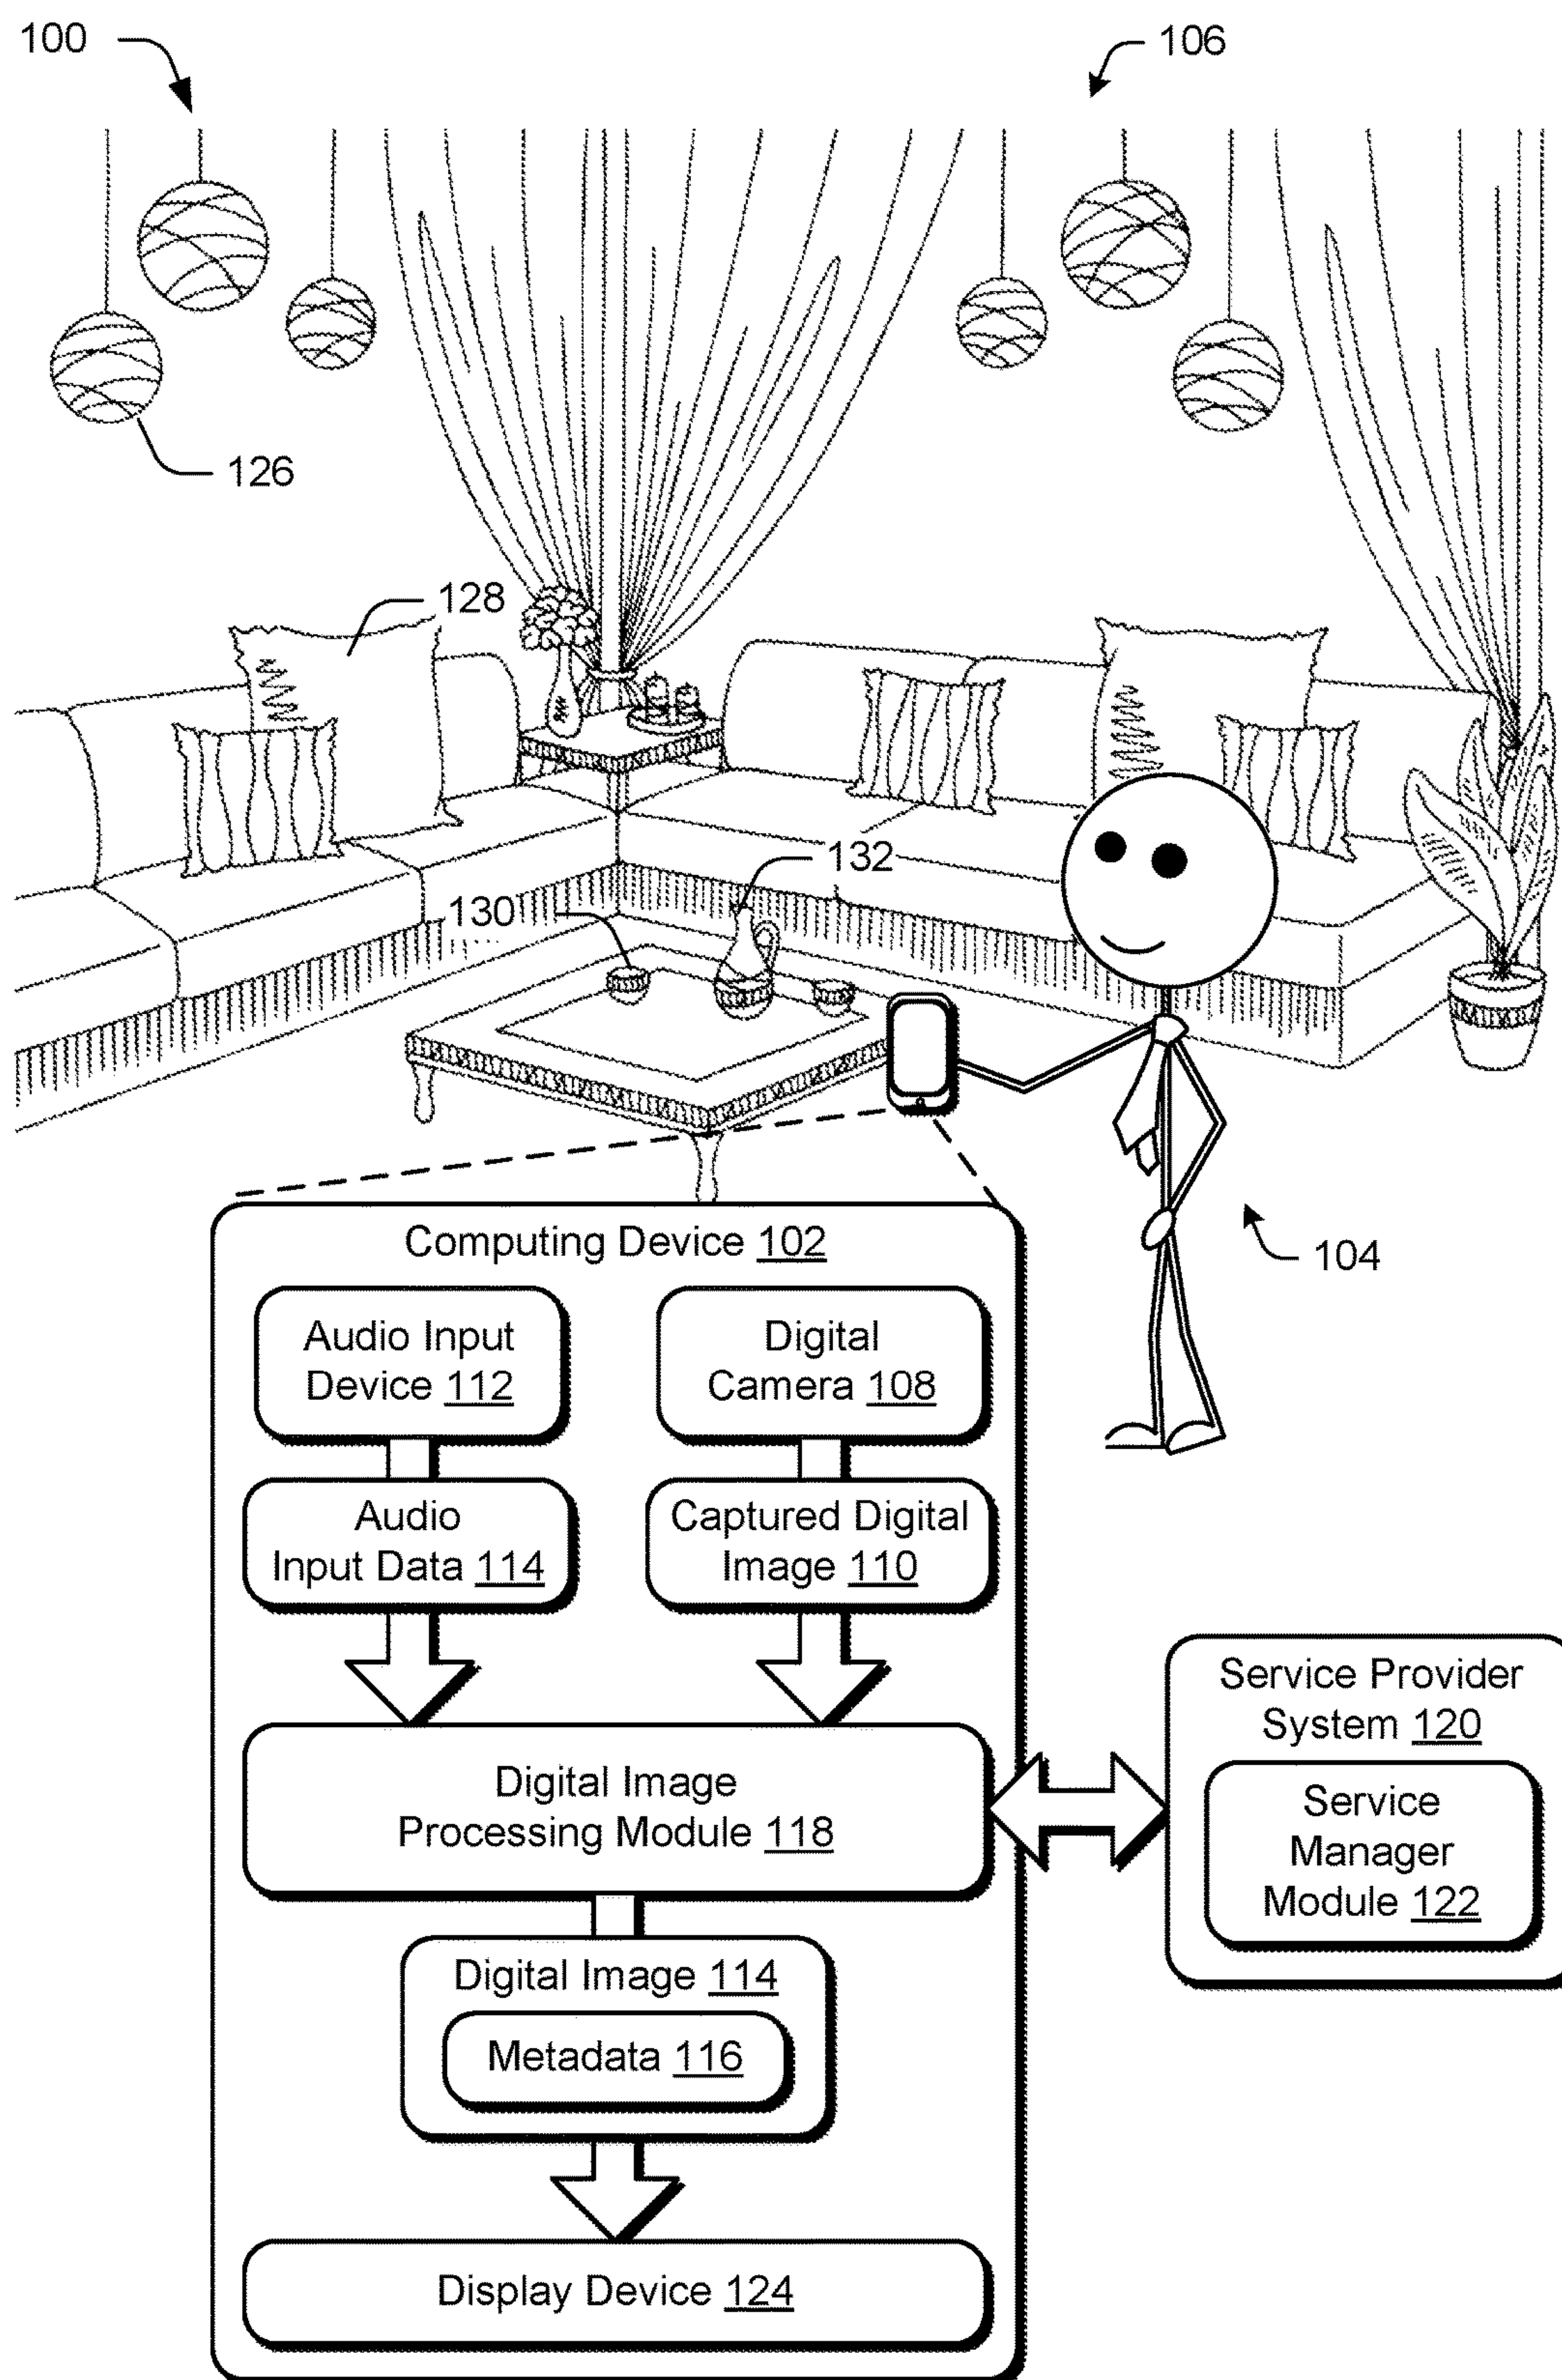 100
106
126
128
132
130
Computing Device 102
104
Audio Input
Device 112
Digital
Camera 108
Audio
Input Data 114
Captured Digital
Image 110
Service Provider
System 120
Digital Image
Processing Module 118
Service
Manager
Module 122
Digital Image 114
Metadata 116
Display Device 124